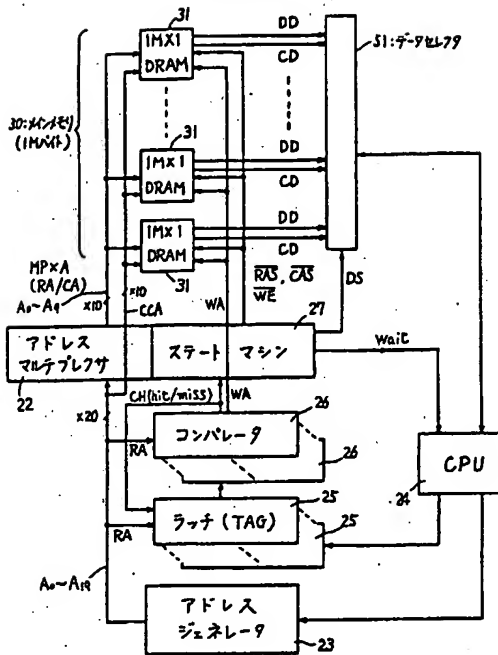 31
1M×1
DRAM
DD
CD
51:データセレクタ
30:メインメモリ
(1Mバイト)
31
1M×1
DRAM
DD
CD
1M×1
DRAM
DD
CD
31
MP×A
(RA/CA)
A₀~A₉
×10
×10
CCA
WA
RAS, CAS
WE
DS
27
アドレス
マルチプレクサ
ステート マシン
Wait
22
×20
CH(hit/miss)
WA
26
コンパレータ
RA
26
CPU
24
25
ラッチ (TAG)
25
RA
A₀~A₁₉
アドレス
ジェネレータ
23